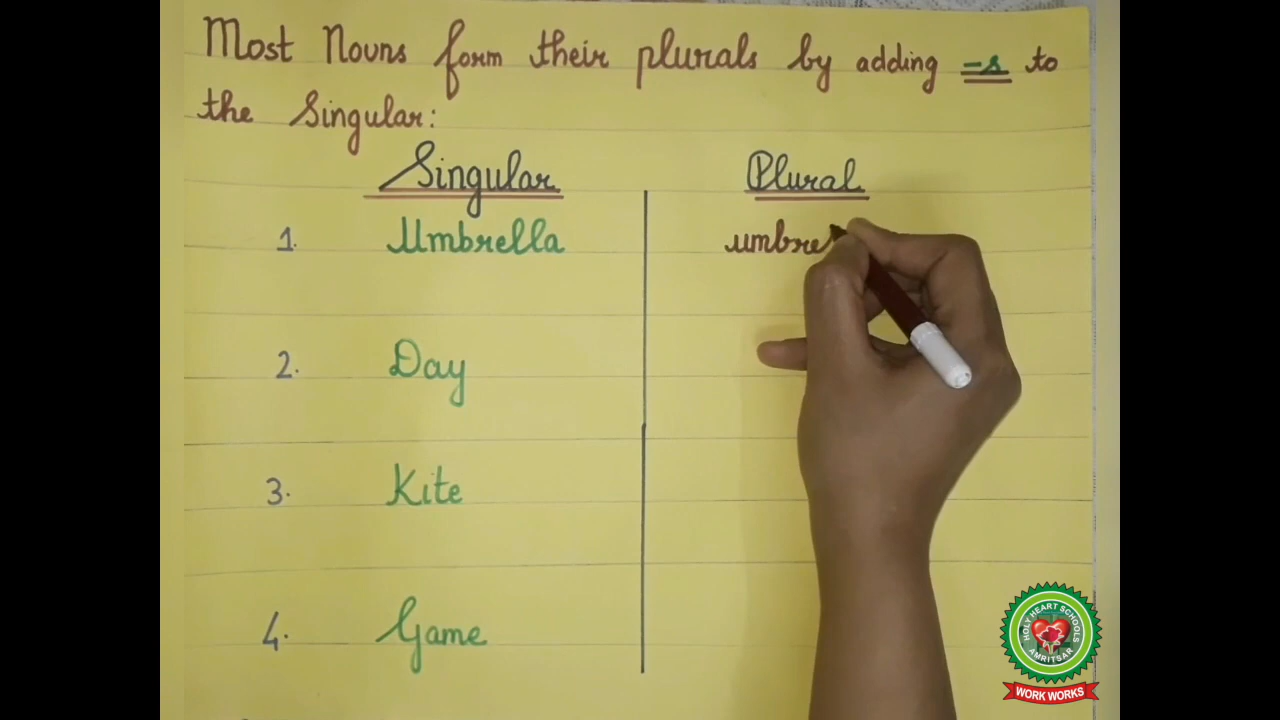 Most Nouns form their plurals by adding -s to
the Singular:
Singular Plural
1. Umbrella umbre
2. Day
3. Kite
4. Game
HOLY HEART SCHOOLS
AMRITSAR
WORK WORKS